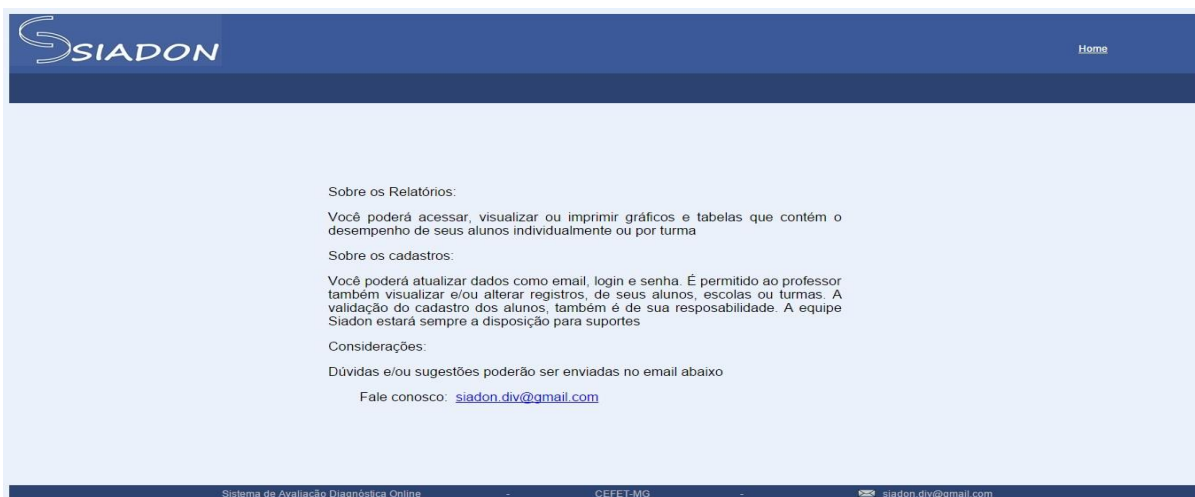 SSIADON
Home
Sobre os Relatórios:
Você poderá acessar, visualizar ou imprimir gráficos e tabelas que contém o
desempenho de seus alunos individualmente ou por turma
Sobre os cadastros:
Você poderá atualizar dados como email, login e senha. É permitido ao professor
também visualizar e/ou alterar registros, de seus alunos, escolas ou turmas. A
validação do cadastro dos alunos, também é de sua resposabilidade. A equipe
Siadon estará sempre a disposição para suportes
Considerações:
Dúvidas e/ou sugestões poderão ser enviadas no email abaixo
Fale conosco: siadon.div@gmail.com
Sistema de Avaliação Diagnóstica Online - CEFET-MG - siadon.div@gmail.com